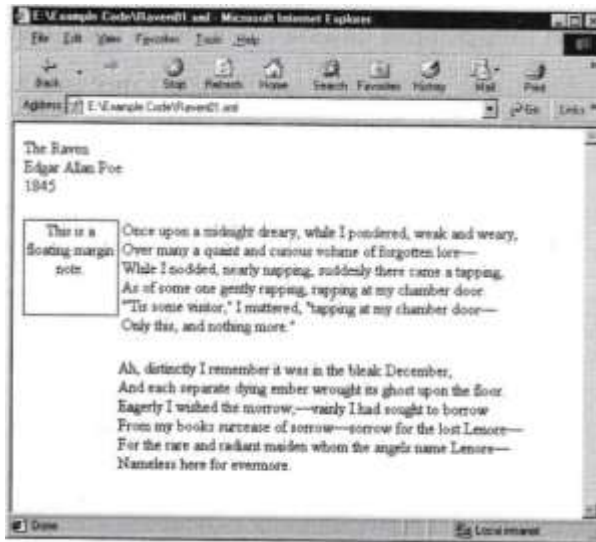 E:\Example Code\Raven01.xml - Microsoft Internet Explorer
File Edit View Favorites Tools Help
Back Stop Refresh Home Search Favorites History Mail Print
Address E:\Example Code\Raven01.xml Go Links
The Raven
Edgar Allan Poe
1845
This is a
floating margin
note.
Once upon a midnight dreary, while I pondered, weak and weary,
Over many a quaint and curious volume of forgotten lore—
While I nodded, nearly napping, suddenly there came a tapping,
As of some one gently rapping, rapping at my chamber door.
"'Tis some visitor," I muttered, "tapping at my chamber door—
Only this, and nothing more."
Ah, distinctly I remember it was in the bleak December,
And each separate dying ember wrought its ghost upon the floor.
Eagerly I wished the morrow;—vainly I had sought to borrow
From my books surcease of sorrow—sorrow for the lost Lenore—
For the rare and radiant maiden whom the angels name Lenore—
Nameless here for evermore.
Done Local intranet